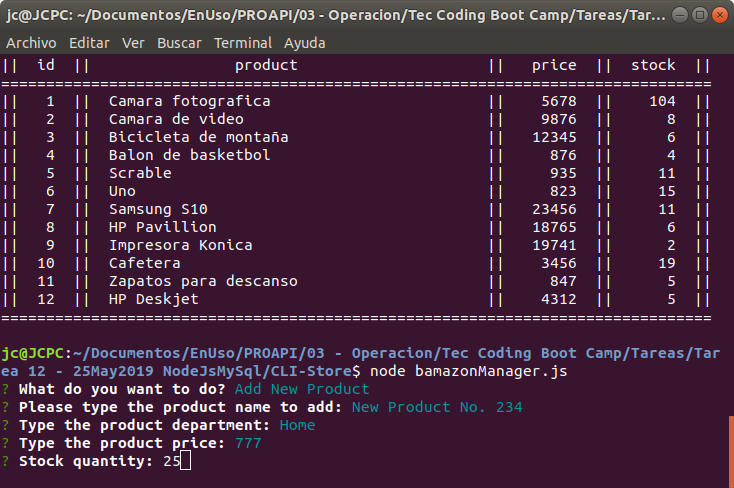 jc@JCPC: ~/Documentos/EnUso/PROAPI/03 - Operacion/Tec Coding Boot Camp/Tareas/Tar...
Archivo Editar Ver Buscar Terminal Ayuda
|| id || product || price || stock ||
===============================================================================
|| 1 || Camara fotografica || 5678 || 104 ||
|| 2 || Camara de video || 9876 || 8 ||
|| 3 || Bicicleta de montaña || 12345 || 6 ||
|| 4 || Balon de basketbol || 876 || 4 ||
|| 5 || Scrable || 935 || 11 ||
|| 6 || Uno || 823 || 15 ||
|| 7 || Samsung S10 || 23456 || 11 ||
|| 8 || HP Pavillion || 18765 || 6 ||
|| 9 || Impresora Konica || 19741 || 2 ||
|| 10 || Cafetera || 3456 || 19 ||
|| 11 || Zapatos para descanso || 847 || 5 ||
|| 12 || HP Deskjet || 4312 || 5 ||
===============================================================================
jc@JCPC:~/Documentos/EnUso/PROAPI/03 - Operacion/Tec Coding Boot Camp/Tareas/Tar
ea 12 - 25May2019 NodeJsMySql/CLI-Store$ node bamazonManager.js
? What do you want to do? Add New Product
? Please type the product name to add: New Product No. 234
? Type the product department: Home
? Type the product price: 777
? Stock quantity: 25